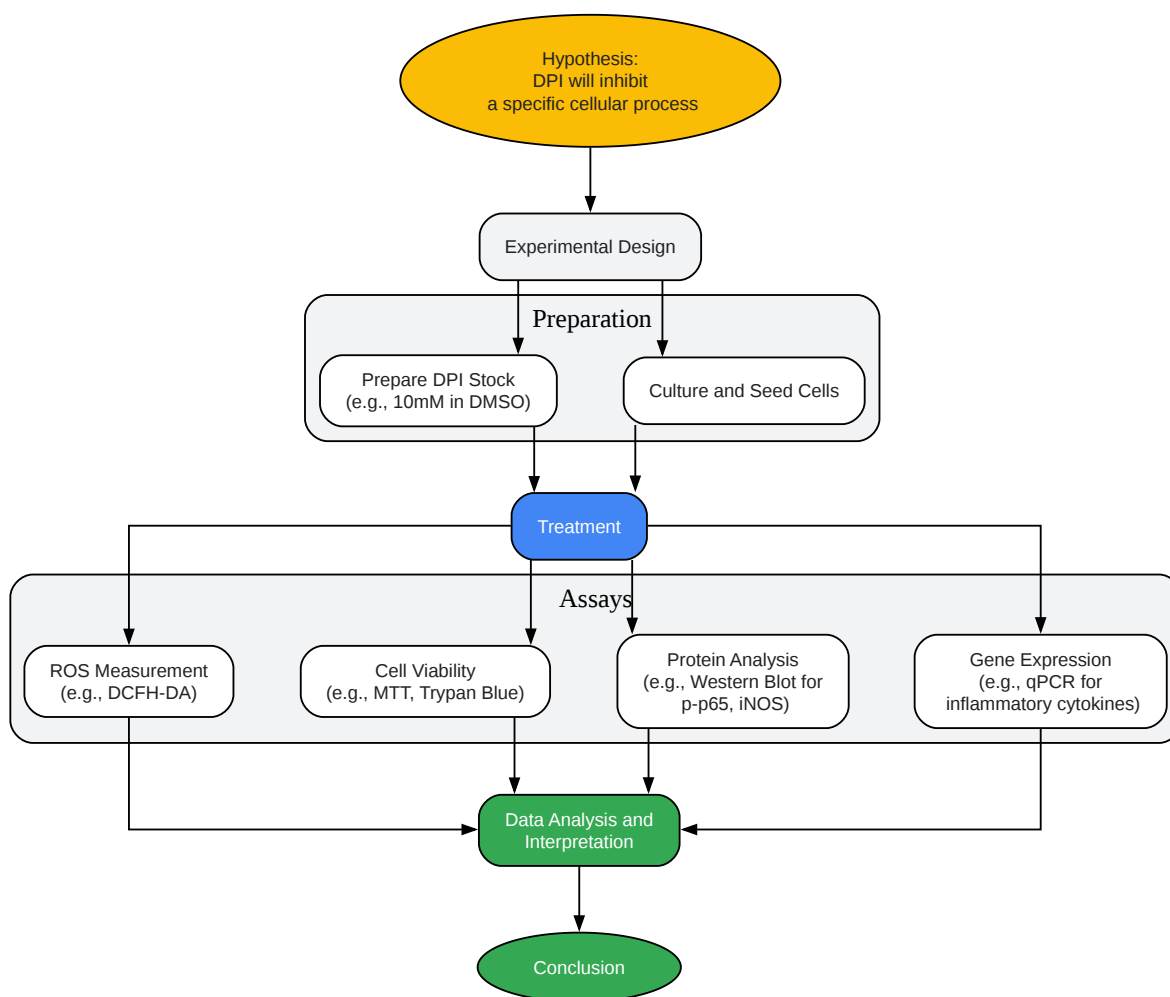 Hypothesis:
DPI will inhibit
a specific cellular process
Experimental Design
Preparation
Prepare DPI Stock
(e.g., 10mM in DMSO)
Culture and Seed Cells
Treatment
Assays
ROS Measurement
(e.g., DCFH-DA)
Cell Viability
(e.g., MTT, Trypan Blue)
Protein Analysis
(e.g., Western Blot for
p-p65, iNOS)
Gene Expression
(e.g., qPCR for
inflammatory cytokines)
Data Analysis and
Interpretation
Conclusion